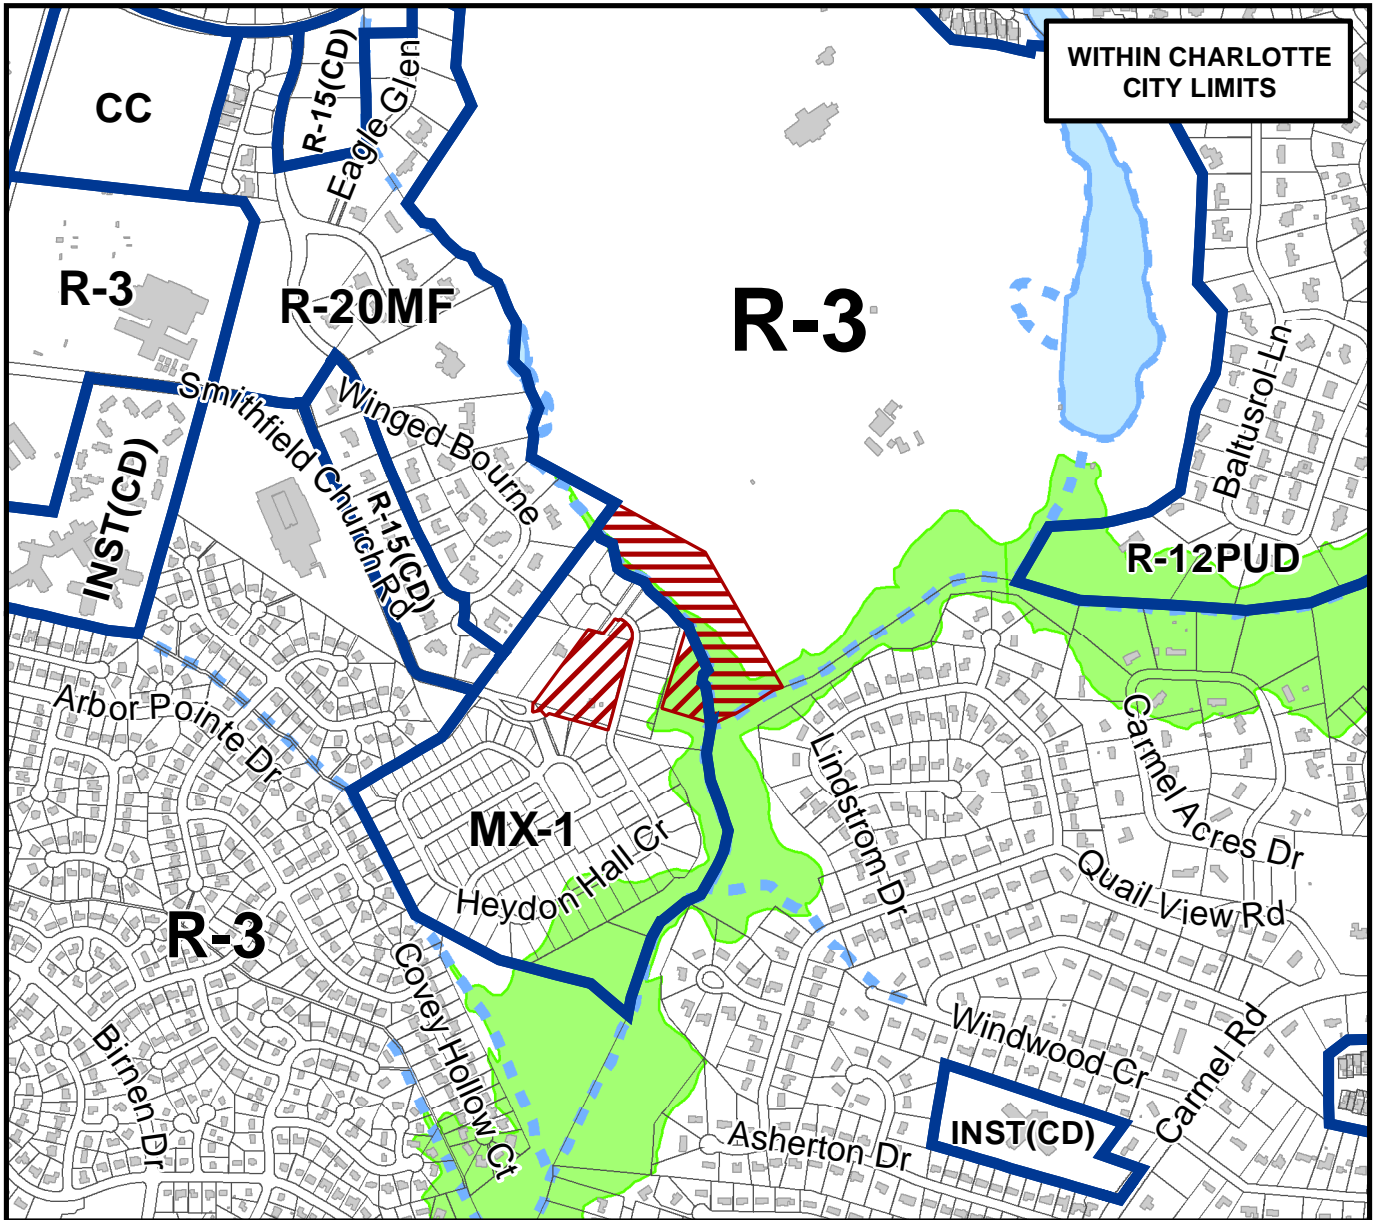 WITHIN CHARLOTTE
CITY LIMITS
CC
R-15(CD)
Eagle Glen
R-3
R-20MF
R-3
Smithfield Church Rd
Winged Bourne
R-15(CD)
INST(CD)
Baltusrol Ln
R-12PUD
Arbor Pointe Dr
MX-1
Heydon Hall Cr
Lindstrom Dr
Carmel Acres Dr
Quail View Rd
R-3
Covey Hollow Ct
Birnen Dr
Windwood Cr
Carmel Rd
INST(CD)
Asherton Dr